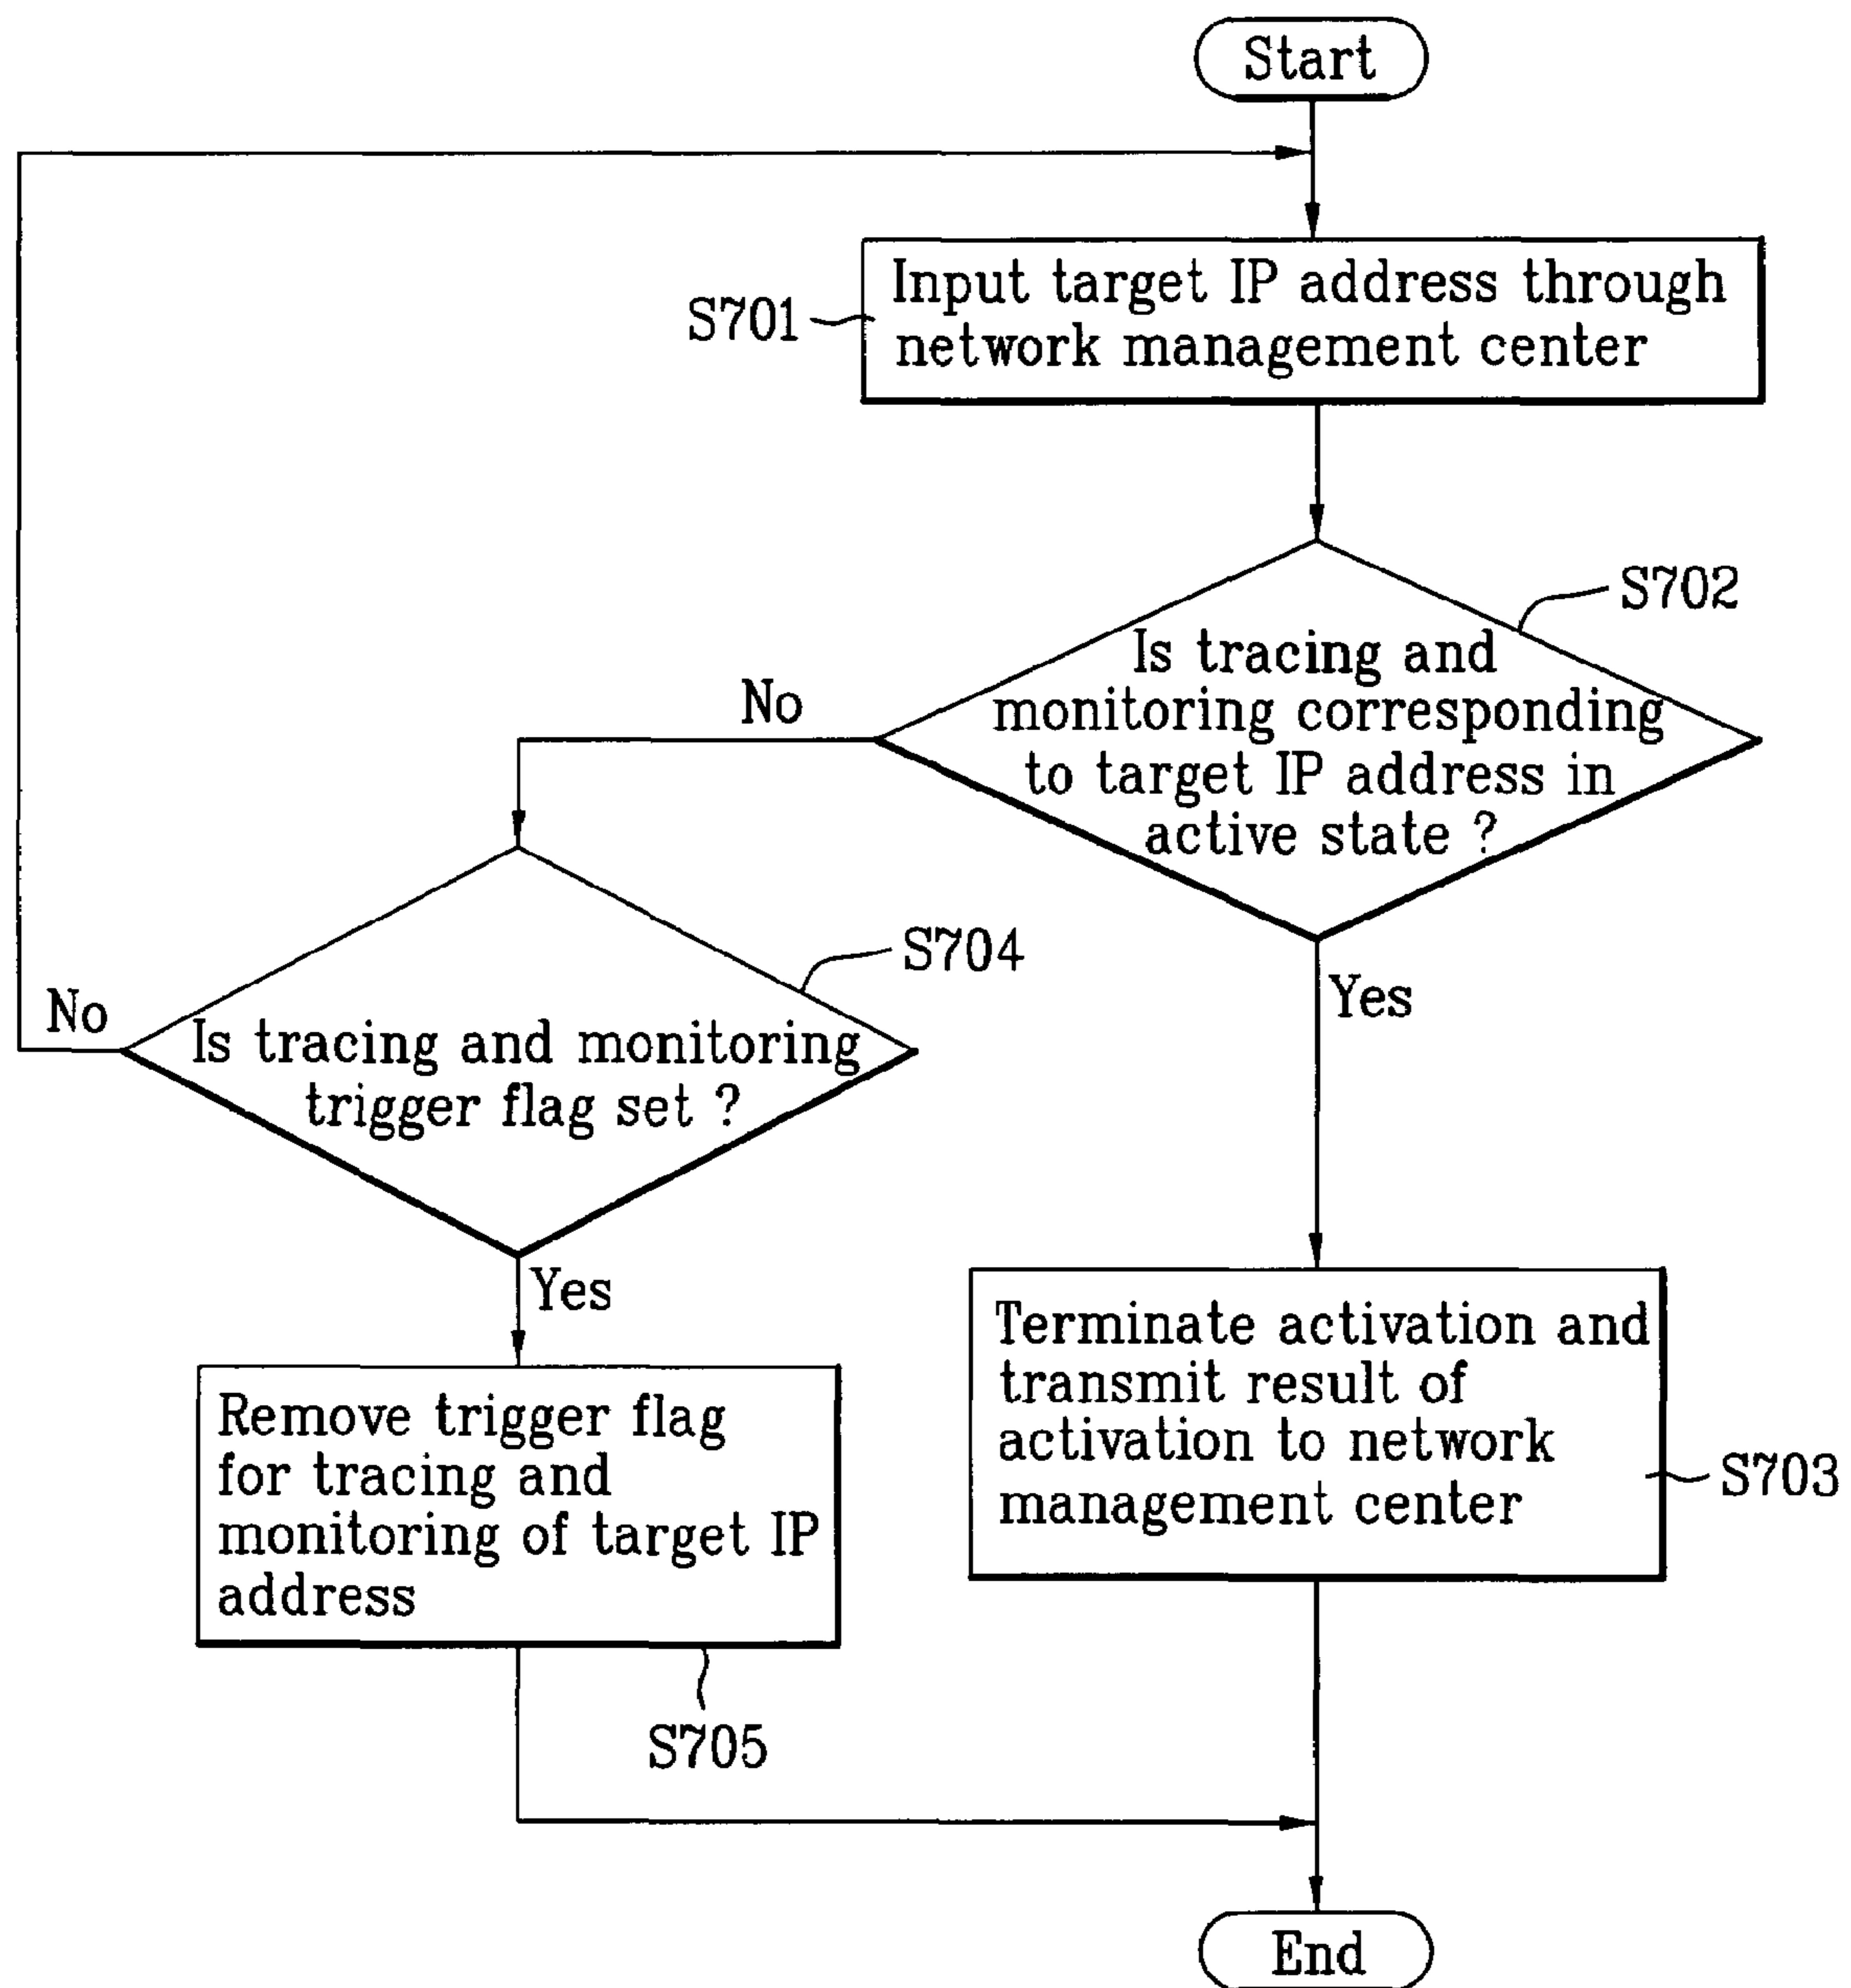 Start
Input target IP address through
network management center
S701
S702
Is tracing and
monitoring corresponding
to target IP address in
active state ?
No
Yes
S704
No
Is tracing and monitoring
trigger flag set ?
Yes
Terminate activation and
transmit result of
activation to network
management center
S703
Remove trigger flag
for tracing and
monitoring of target IP
address
S705
End